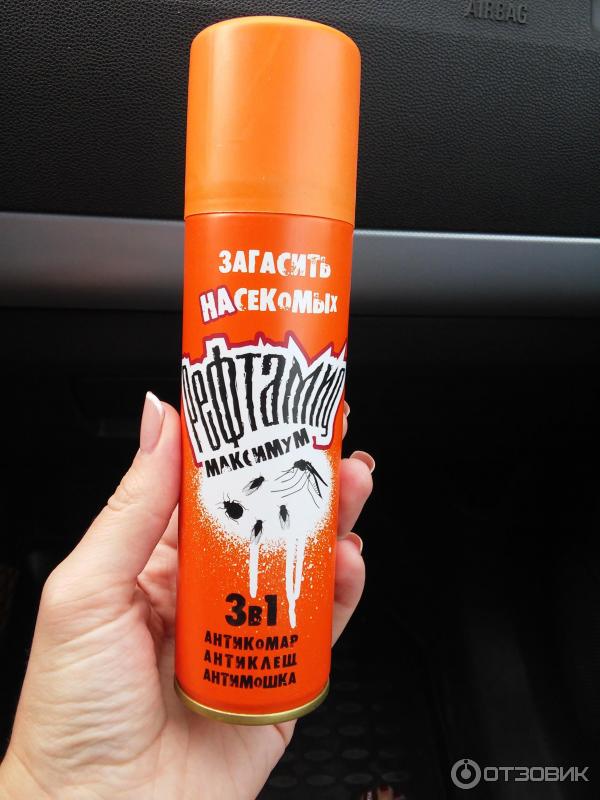 AIRBAG
ЗАГАСИТЬ
НАСЕКОМЫХ
Рефтамид
МАКСИМУМ
3в1
АНТИКОМАР
АНТИКЛЕЩ
АНТИМОШКА
ОТЗОВИК